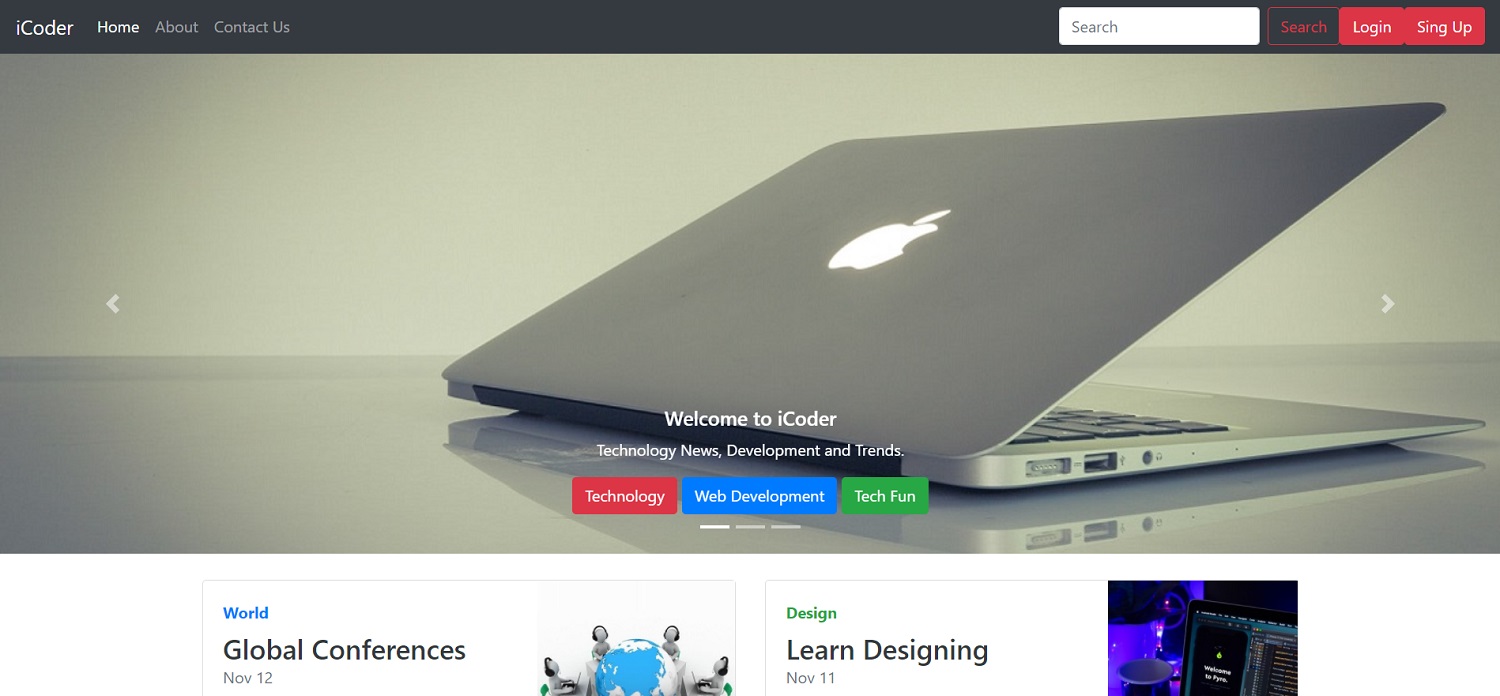 iCoder Home About Contact Us Search Search Login Sing Up
Welcome to iCoder
Technology News, Development and Trends.
Technology Web Development Tech Fun
World
Global Conferences
Nov 12
Design
Learn Designing
Nov 11
Welcome
to Pyro.